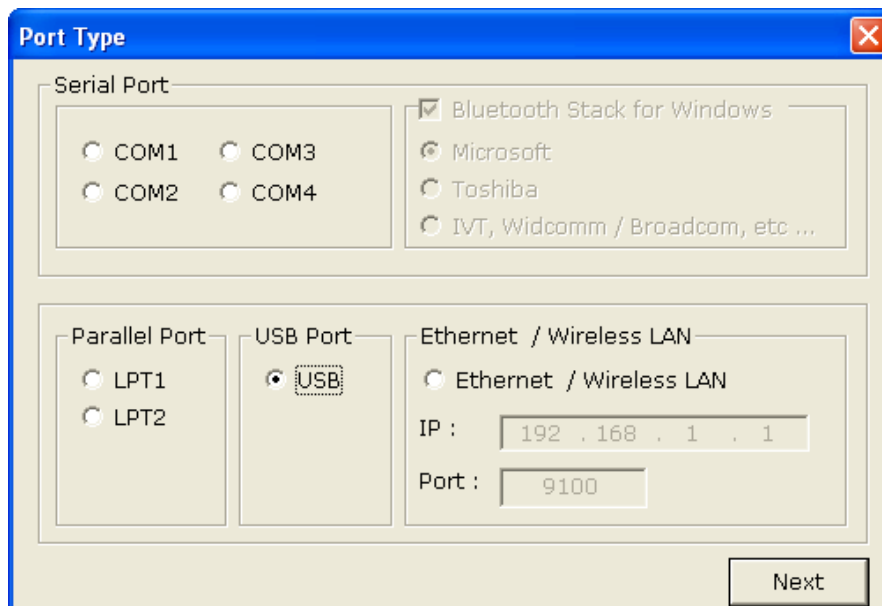 Port Type
Serial Port
COM1 COM3
COM2 COM4
Bluetooth Stack for Windows
Microsoft
Toshiba
IVT, Widcomm / Broadcom, etc ...
Parallel Port
LPT1
LPT2
USB Port
USB
Ethernet / Wireless LAN
Ethernet / Wireless LAN
IP : 192 . 168 . 1 . 1
Port : 9100
Next